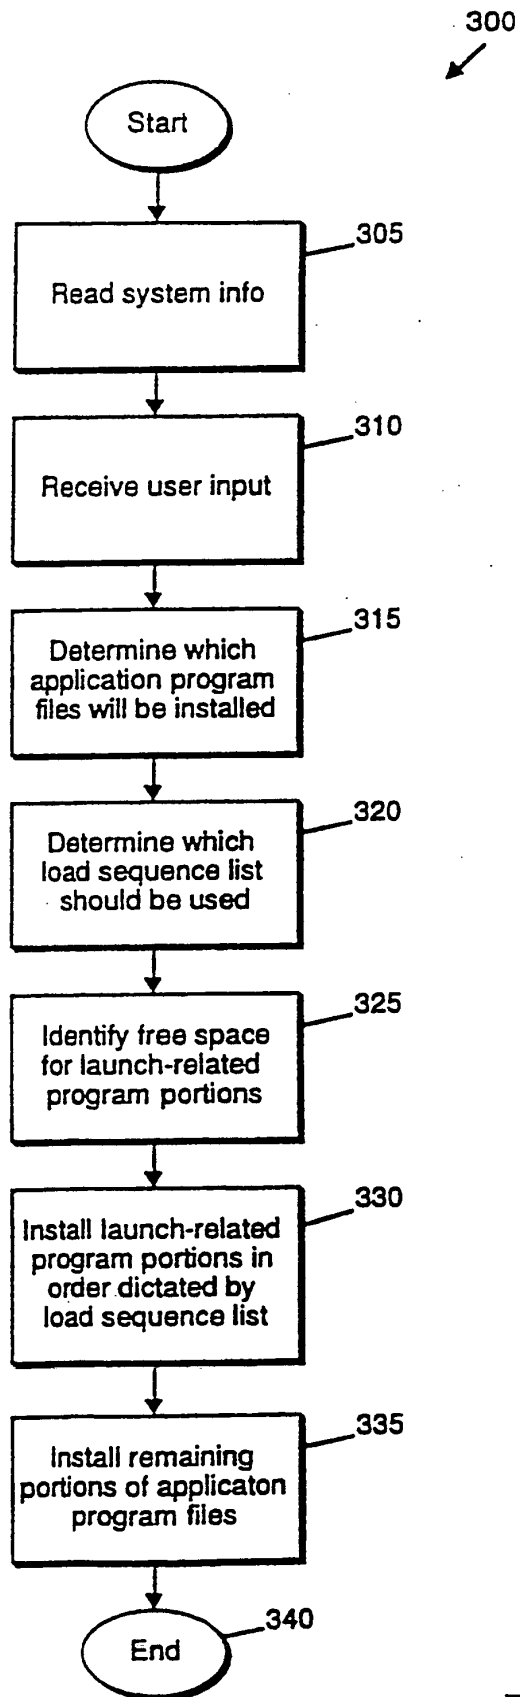 300
Start
305
Read system info
310
Receive user input
315
Determine which
application program
files will be installed
320
Determine which
load sequence list
should be used
325
Identify free space
for launch-related
program portions
330
Install launch-related
program portions in
order dictated by
load sequence list
335
Install remaining
portions of applicaton
program files
340
End